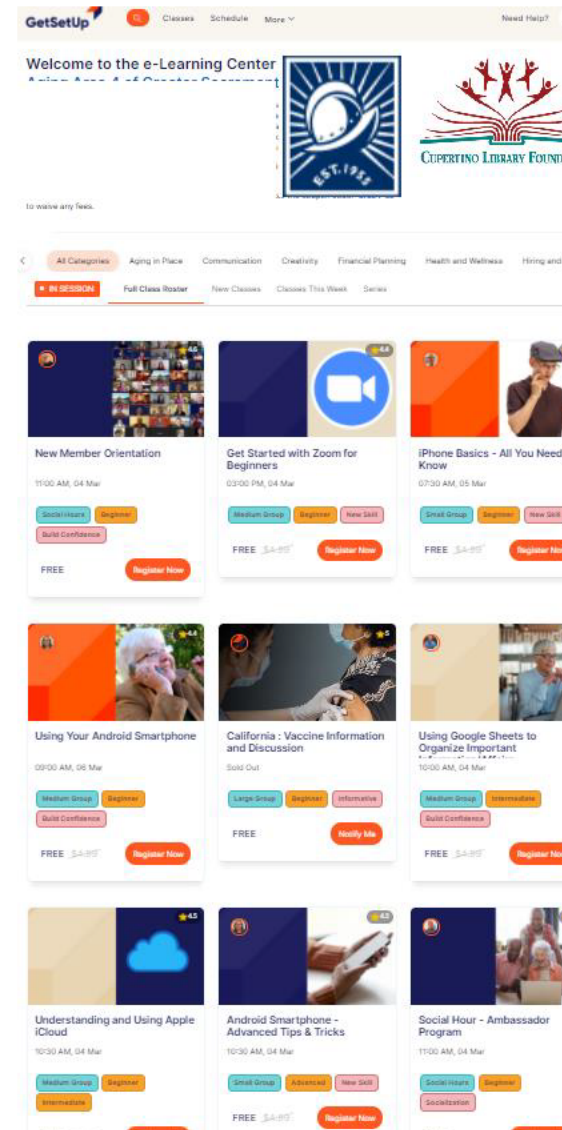 GetSetUp
Classes Schedule More Need Help?
Welcome to the e-Learning Center
EST. 1955
CUPERTINO LIBRARY
to waive any fees.
All Categories Aging in Place Communication Creativity Financial Planning Health and Wellness Hiring and
IN SESSION Full Class Roster New Classes Classes This Week Series
4.6
New Member Orientation
11:00 AM, 04 Mar
Social Hours Beginner
Build Confidence
FREE Register Now
4.4
Get Started with Zoom for
Beginners
03:00 PM, 04 Mar
Medium Group Beginner New Skill
FREE $4.99 Register Now
iPhone Basics - All You Need
Know
07:30 AM, 05 Mar
Small Group Beginner New Skill
FREE $4.99 Register
4.4
Using Your Android Smartphone
09:00 AM, 06 Mar
Medium Group Beginner
Build Confidence
FREE $4.99 Register Now
5
California : Vaccine Information
and Discussion
Sold Out
Large Group Beginner Informative
FREE Notify Me
Using Google Sheets to
Organize Important
10:00 AM, 04 Mar
Medium Group Intermediate
Build Confidence
FREE $4.99 Register
4.5
Understanding and Using Apple
iCloud
10:30 AM, 04 Mar
Medium Group Beginner
Intermediate
4.2
Android Smartphone -
Advanced Tips & Tricks
10:30 AM, 04 Mar
Small Group Advanced New Skill
FREE $4.99 Register Now
Social Hour - Ambassador
Program
11:00 AM, 04 Mar
Social Hours Beginner
Socialization